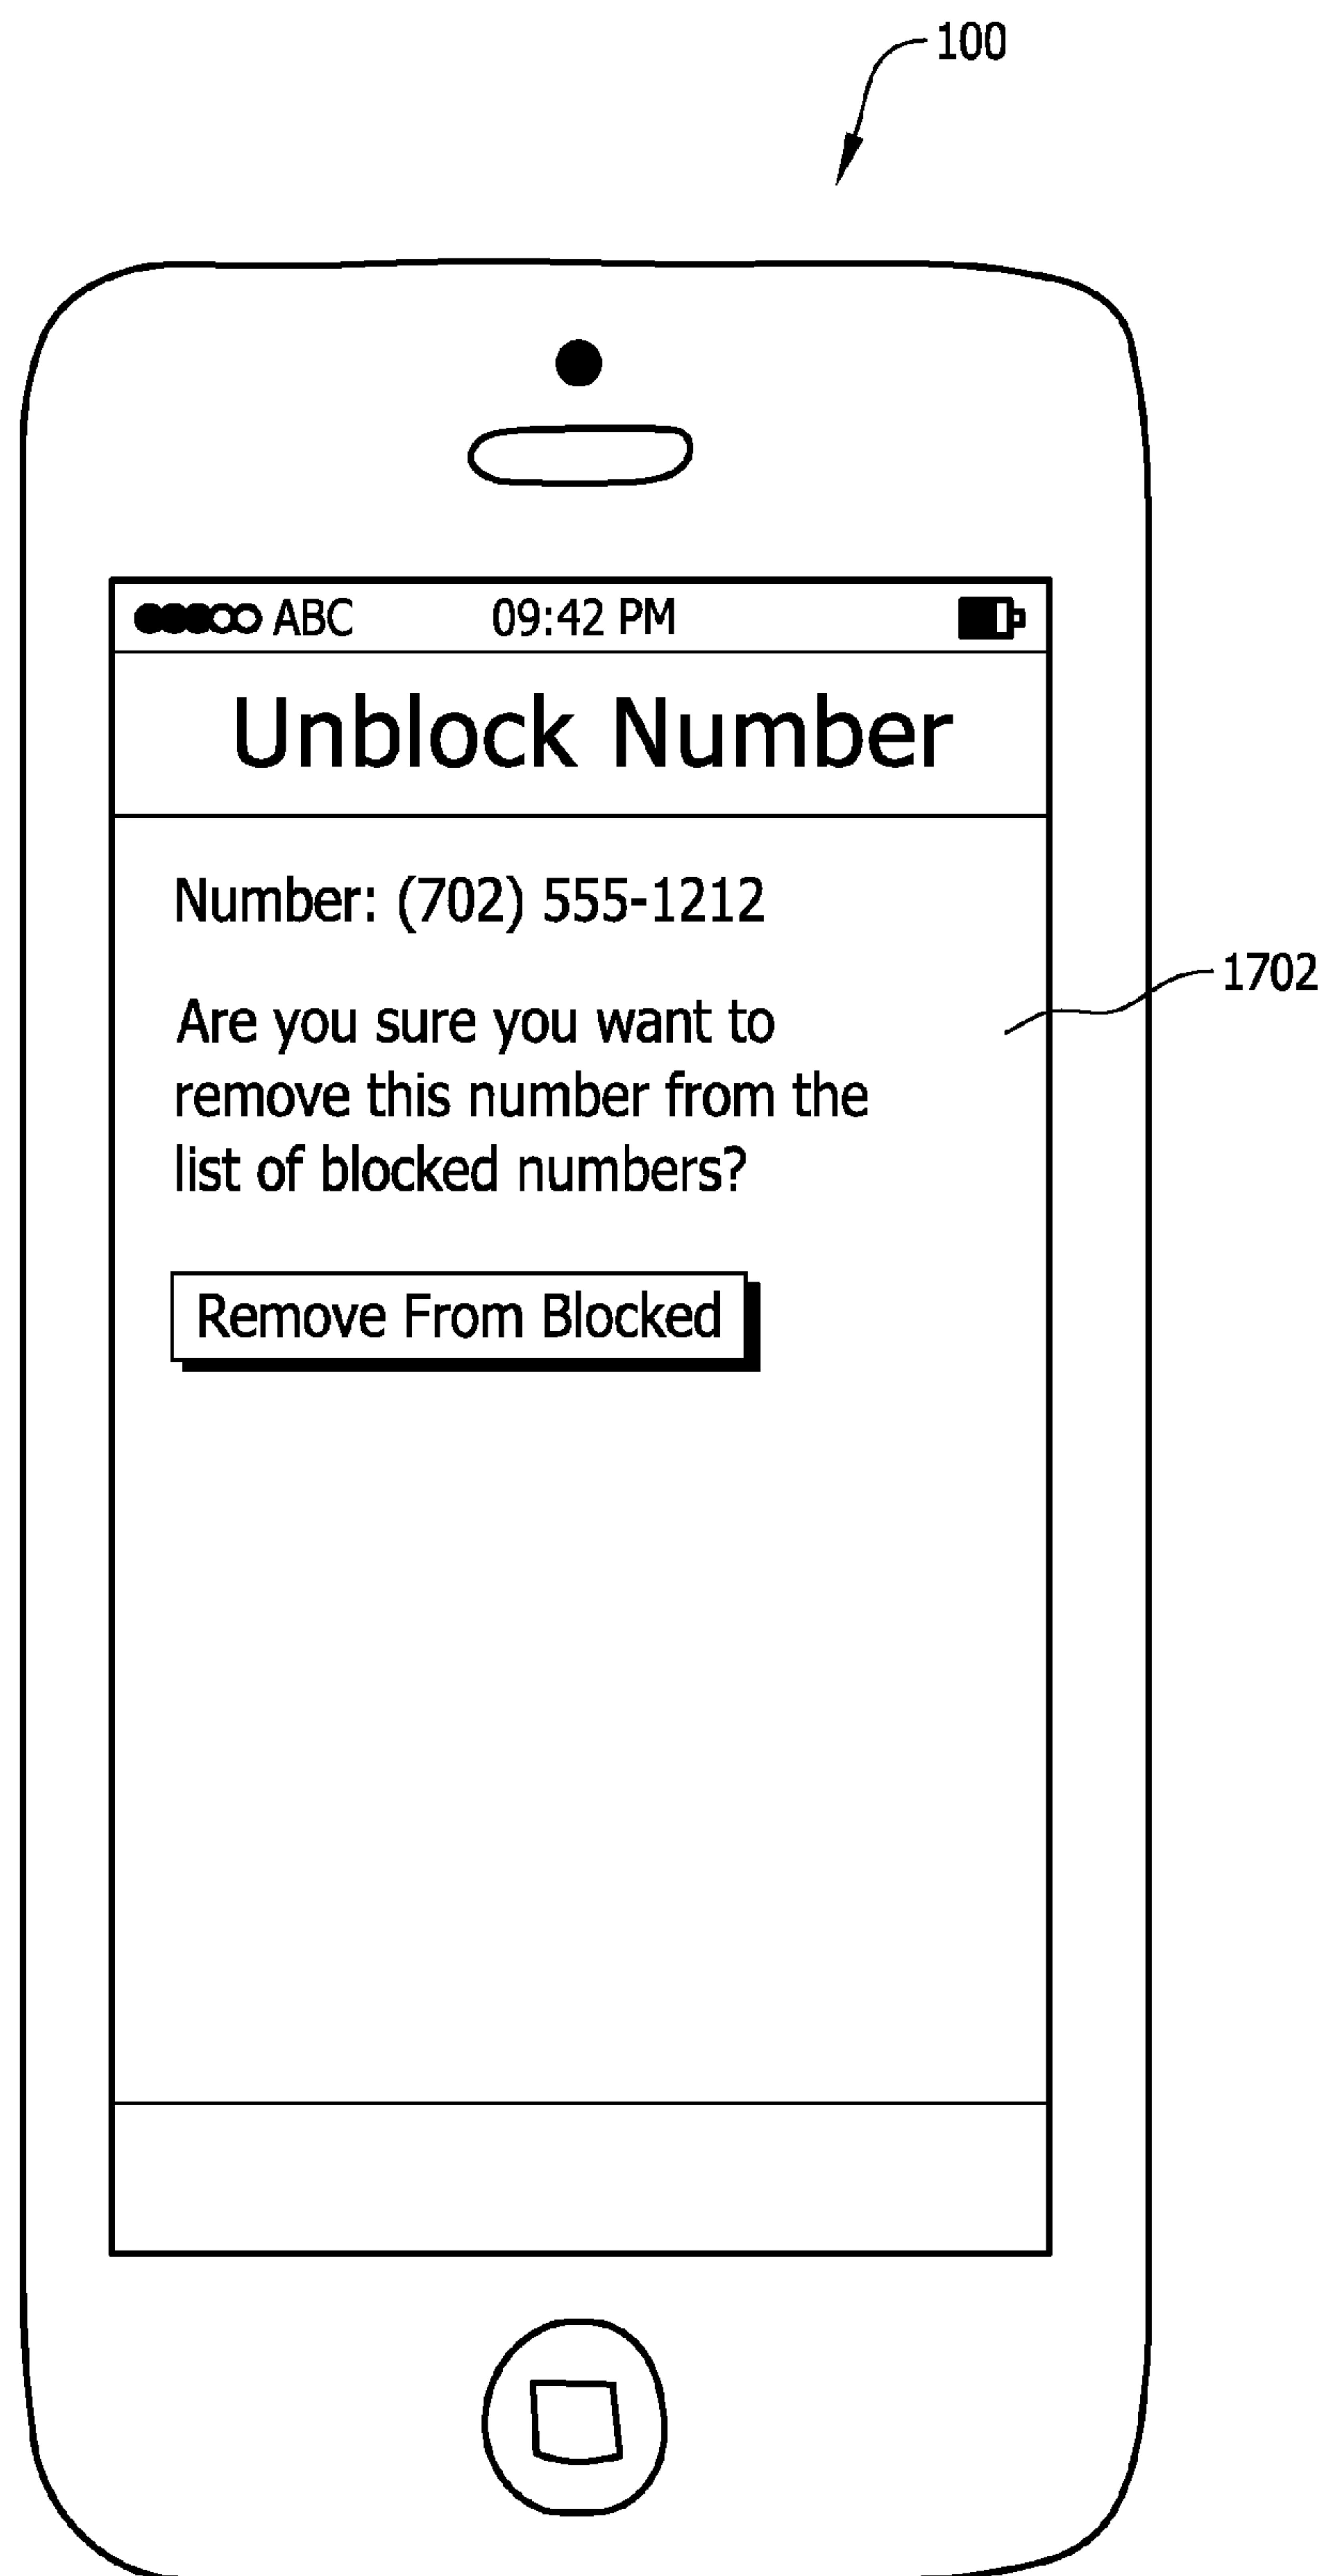 100
ABC 09:42 PM
Unblock Number
Number: (702) 555-1212
1702
Are you sure you want to
remove this number from the
list of blocked numbers?
Remove From Blocked